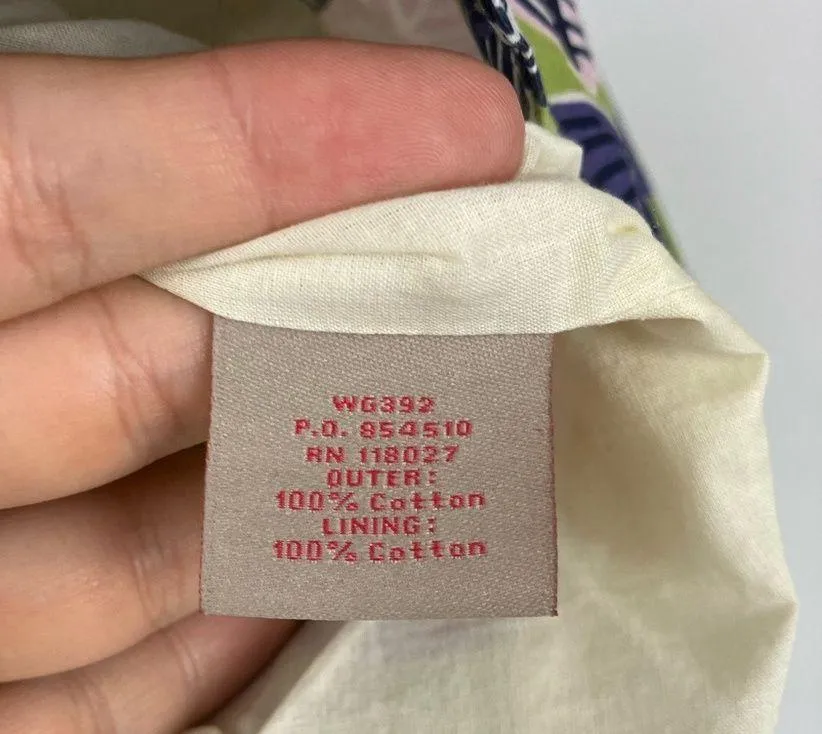 WG392
P.O. 854510
RN 118027
OUTER:
100% Cotton
LINING:
100% Cotton